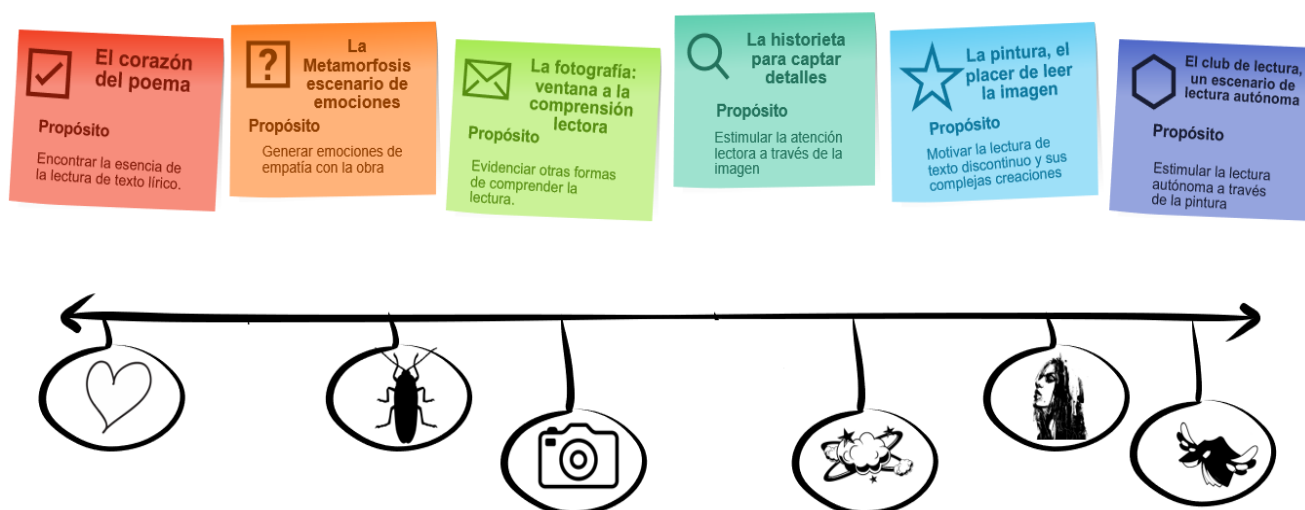 El corazón
del poema
Propósito
Encontrar la esencia de
la lectura de texto lírico.
?
La
Metamorfosis
escenario de
emociones
Propósito
Generar emociones de
empatía con la obra
La fotografía:
ventana a la
comprensión
lectora
Propósito
Evidenciar otras formas
de comprender la
lectura.
La historieta
para captar
detalles
Propósito
Estimular la atención
lectora a través de la
imagen
La pintura, el
placer de leer
la imagen
Propósito
Motivar la lectura de
texto discontinuo y sus
complejas creaciones
El club de lectura,
un escenario de
lectura autónoma
Propósito
Estimular la lectura
autónoma a través
de la pintura